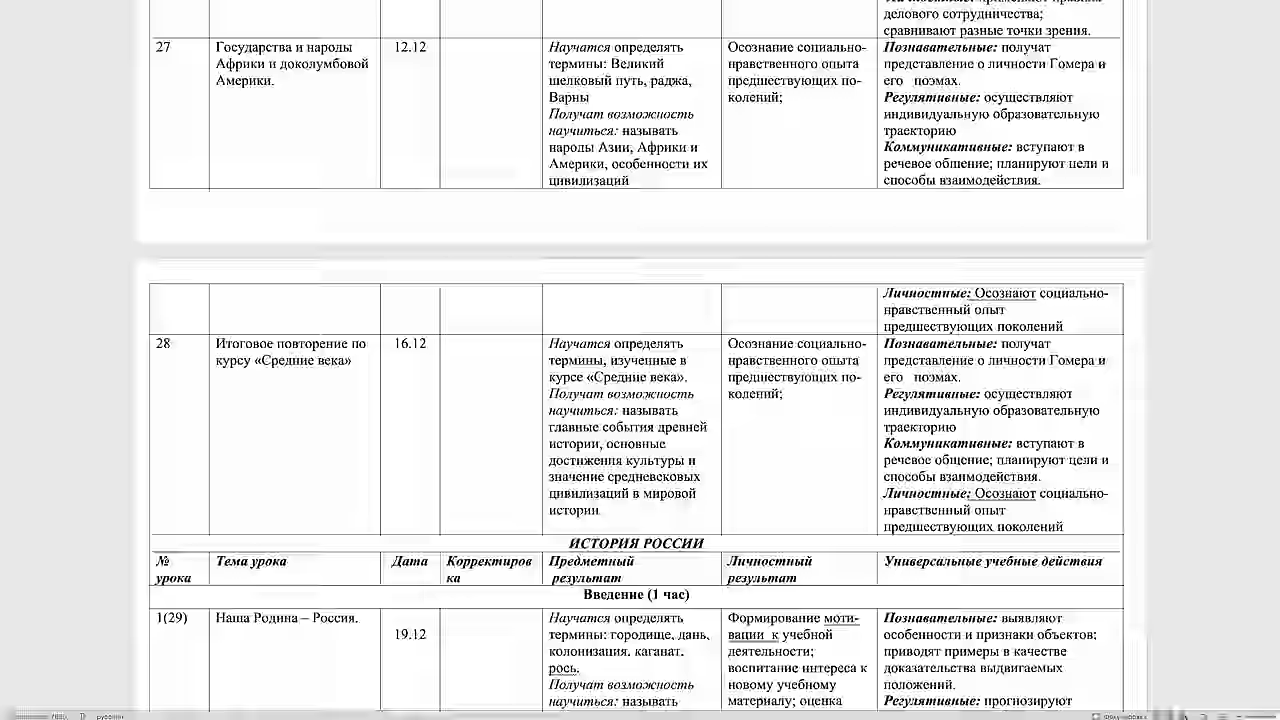 делового сотрудничества;
сравнивают разные точки зрения.
27
Государства и народы
Африки и доколумбовой
Америки.
12.12
Научатся определять
термины: Великий
шелковый путь, раджа,
Варны
Получат возможность
научиться: называть
народы Азии, Африки и
Америки, особенности их
цивилизаций
Осознание социально-
нравственного опыта
предшествующих по-
колений;
Познавательные: получат
представление о личности Гомера и
его поэмах.
Регулятивные: осуществляют
индивидуальную образовательную
траекторию
Коммуникативные: вступают в
речевое общение; планируют цели и
способы взаимодействия.
Личностные: Осознают социально-
нравственный опыт
предшествующих поколений
28
Итоговое повторение по
курсу «Средние века»
16.12
Научатся определять
термины, изученные в
курсе «Средние века».
Получат возможность
научиться: называть
главные события древней
истории, основные
достижения культуры и
значение средневековых
цивилизаций в мировой
истории
Осознание социально-
нравственного опыта
предшествующих по-
колений;
Познавательные: получат
представление о личности Гомера и
его поэмах.
Регулятивные: осуществляют
индивидуальную образовательную
траекторию
Коммуникативные: вступают в
речевое общение; планируют цели и
способы взаимодействия.
Личностные: Осознают социально-
нравственный опыт
предшествующих поколений
ИСТОРИЯ РОССИИ
№
урока
Тема урока
Дата
Корректиров
ка
Предметный
результат
Личностный
результат
Универсальные учебные действия
Введение (1 час)
1(29)
Наша Родина – Россия.
19.12
Научатся определять
термины: городище, дань,
колонизация, каганат,
рось.
Получат возможность
научиться: называть
Формирование моти-
вации к учебной
деятельности;
воспитание интереса к
новому учебному
материалу; оценка
Познавательные: выявляют
особенности и признаки объектов;
приводят примеры в качестве
доказательства выдвигаемых
положений.
Регулятивные: прогнозируют